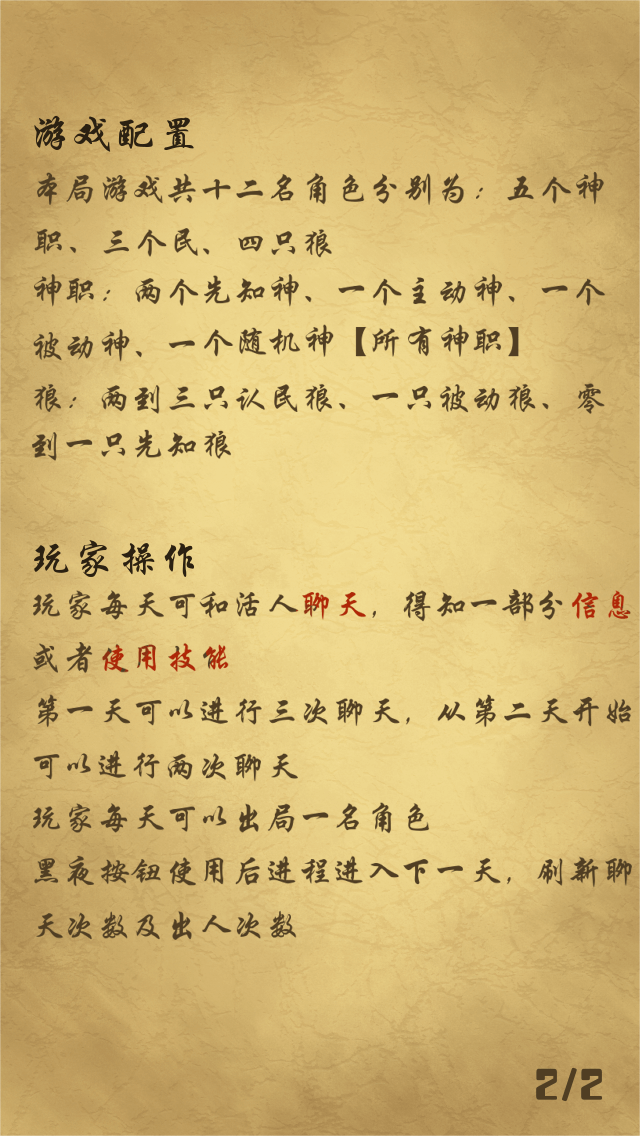 游戏配置
本局游戏共十二名角色分别为：五个神
职、三个民、四只狼
神职：两个先知神、一个主动神、一个
被动神、一个随机神【所有神职】
狼：两到三只认民狼、一只被动狼、零
到一只先知狼
玩家操作
玩家每天可和活人聊天，得知一部分信息
或者使用技能
第一天可以进行三次聊天，从第二天开始
可以进行两次聊天
玩家每天可以出局一名角色
黑夜按钮使用后进程进入下一天，刷新聊
天次数及出人次数
2/2